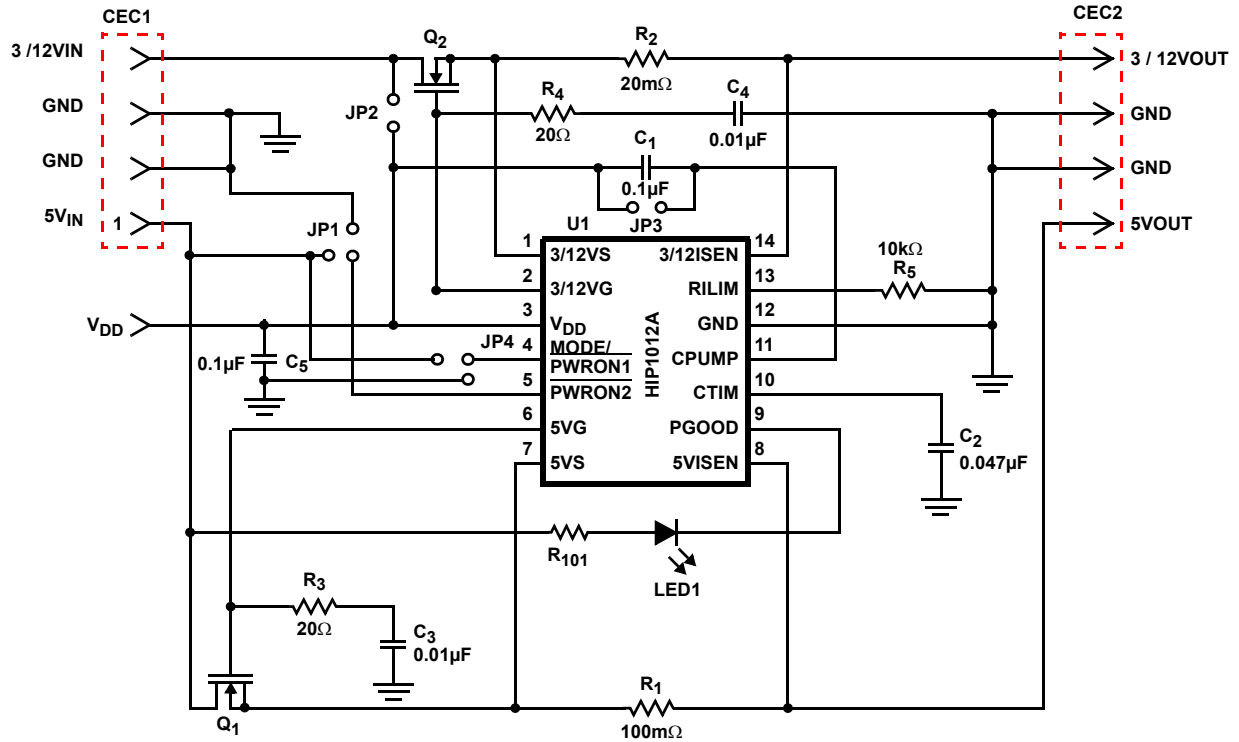 CEC1
CEC2
3 /12VIN
Q2
R2
20mΩ
3 / 12VOUT
GND
JP2
R4
20Ω
C4
0.01µF
GND
GND
C1
0.1µF
JP3
GND
5VIN
1
JP1
U1
5VOUT
1
3/12VS
3/12ISEN
14
10kΩ
R5
2
3/12VG
RILIM
13
VDD
3
VDD
GND
12
0.1µF
C5
JP4
4
MODE/
PWRON1
CPUMP
11
5
PWRON2
CTIM
10
HIP1012A
6
5VG
PGOOD
9
C2
0.047µF
7
5VS
5VISEN
8
R101
LED1
R3
20Ω
C3
0.01µF
Q1
R1
100mΩ